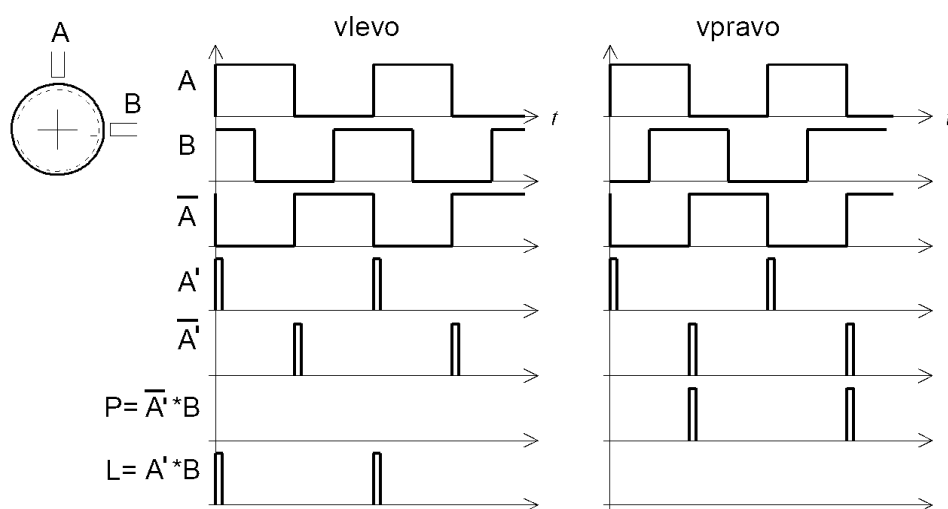 vlevo
vpravo
A
B
A
t
t
B
A̅
A'
A̅'
P= A̅' *B
L= A' *B